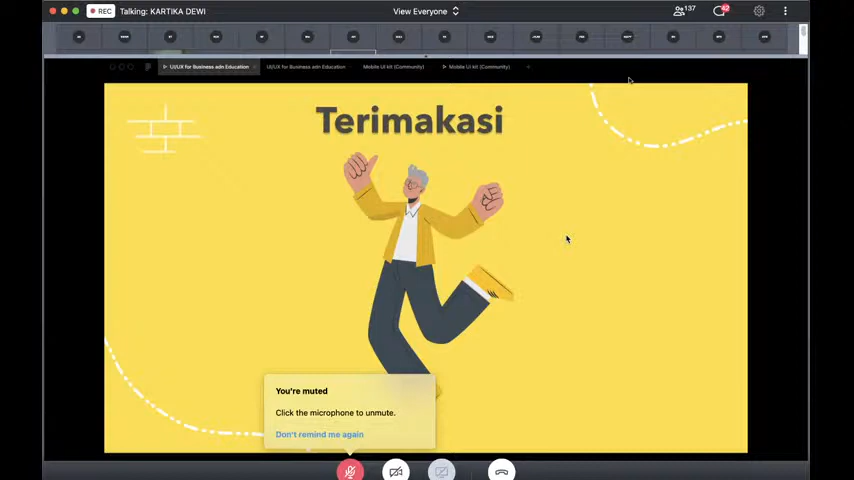 REC Talking: KARTIKA DEWI
View Everyone
137
42
UI/UX for Business adn Education
UI/UX for Business adn Education
Mobile UI kit (Community)
Mobile UI kit (Community)
Terimakasi
You're muted
Click the microphone to unmute.
Don't remind me again